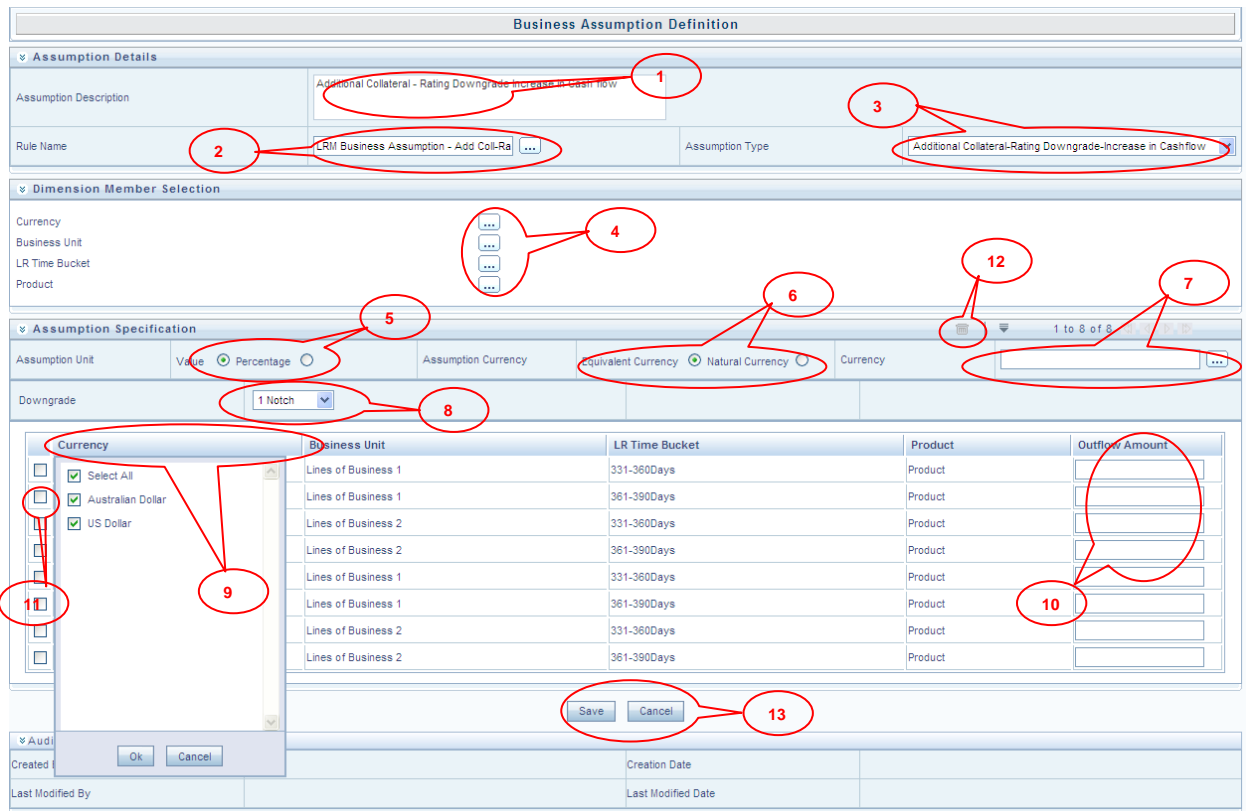 Business Assumption Definition
Assumption Details
Assumption Description
Additional Collateral - Rating Downgrade-Increase in Cash flow
1
3
Rule Name
2
LRM Business Assumption - Add Coll-Ra
...
Assumption Type
Additional Collateral-Rating Downgrade-Increase in Cashflow
Dimension Member Selection
Currency
...
Business Unit
...
LR Time Bucket
...
Product
...
4
12
6
7
5
Assumption Specification
1 to 8 of 8
Assumption Unit
Value
Percentage
Assumption Currency
Equivalent Currency
Natural Currency
Currency
...
Downgrade
1 Notch
8
Currency
Business Unit
LR Time Bucket
Product
Outflow Amount
Select All
Australian Dollar
US Dollar
Lines of Business 1
331-360Days
Product
Lines of Business 1
361-390Days
Product
Lines of Business 2
331-360Days
Product
Lines of Business 2
361-390Days
Product
Lines of Business 1
331-360Days
Product
Lines of Business 1
361-390Days
Product
Lines of Business 2
331-360Days
Product
Lines of Business 2
361-390Days
Product
9
11
10
Save
Cancel
13
Ok
Cancel
Audi
Created
Creation Date
Last Modified By
Last Modified Date